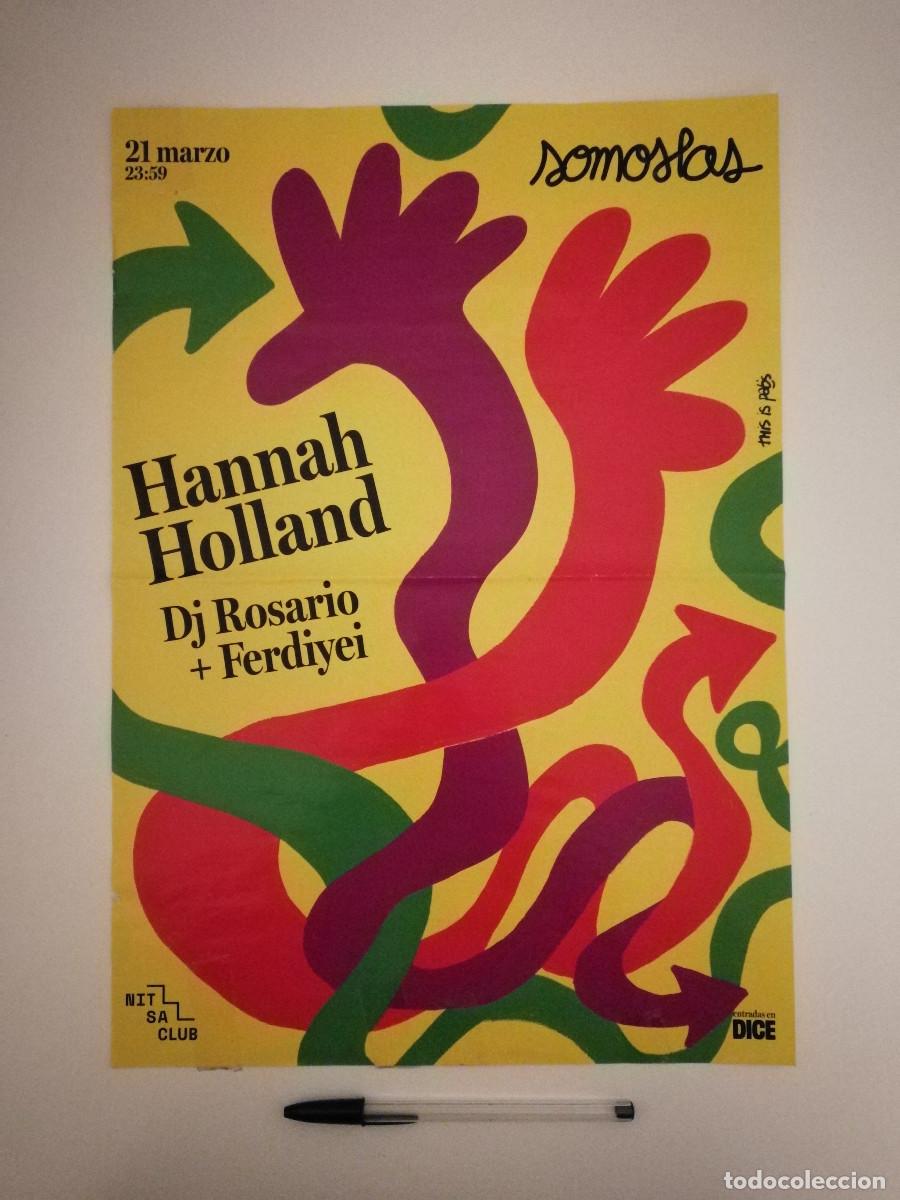 21 marzo
23:59
somoslas
THIS IS PatiS
Hannah
Holland
Dj Rosario
+ Ferdiyei
NIT
SA
CLUB
entradas en
DICE
todocoleccion